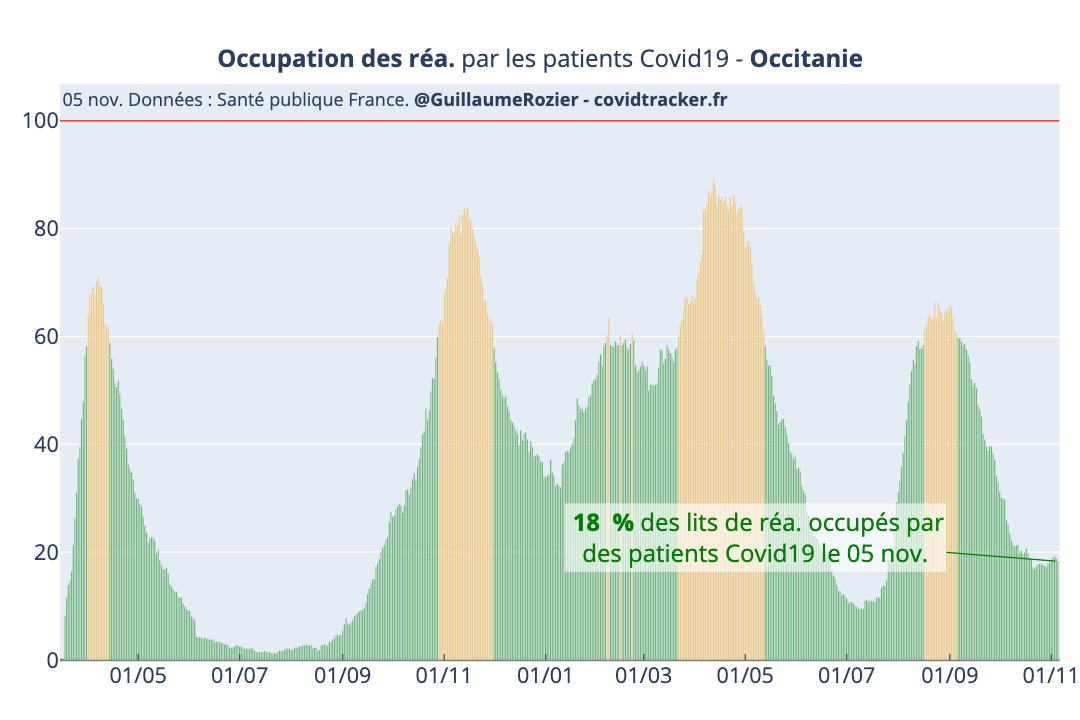 Occupation des réa. par les patients Covid19 - Occitanie
05 nov. Données : Santé publique France. @GuillaumeRozier - covidtracker.fr
100
80
60
40
20
0
18 % des lits de réa. occupés par
des patients Covid19 le 05 nov.
01/05 01/07 01/09 01/11 01/01 01/03 01/05 01/07 01/09 01/11